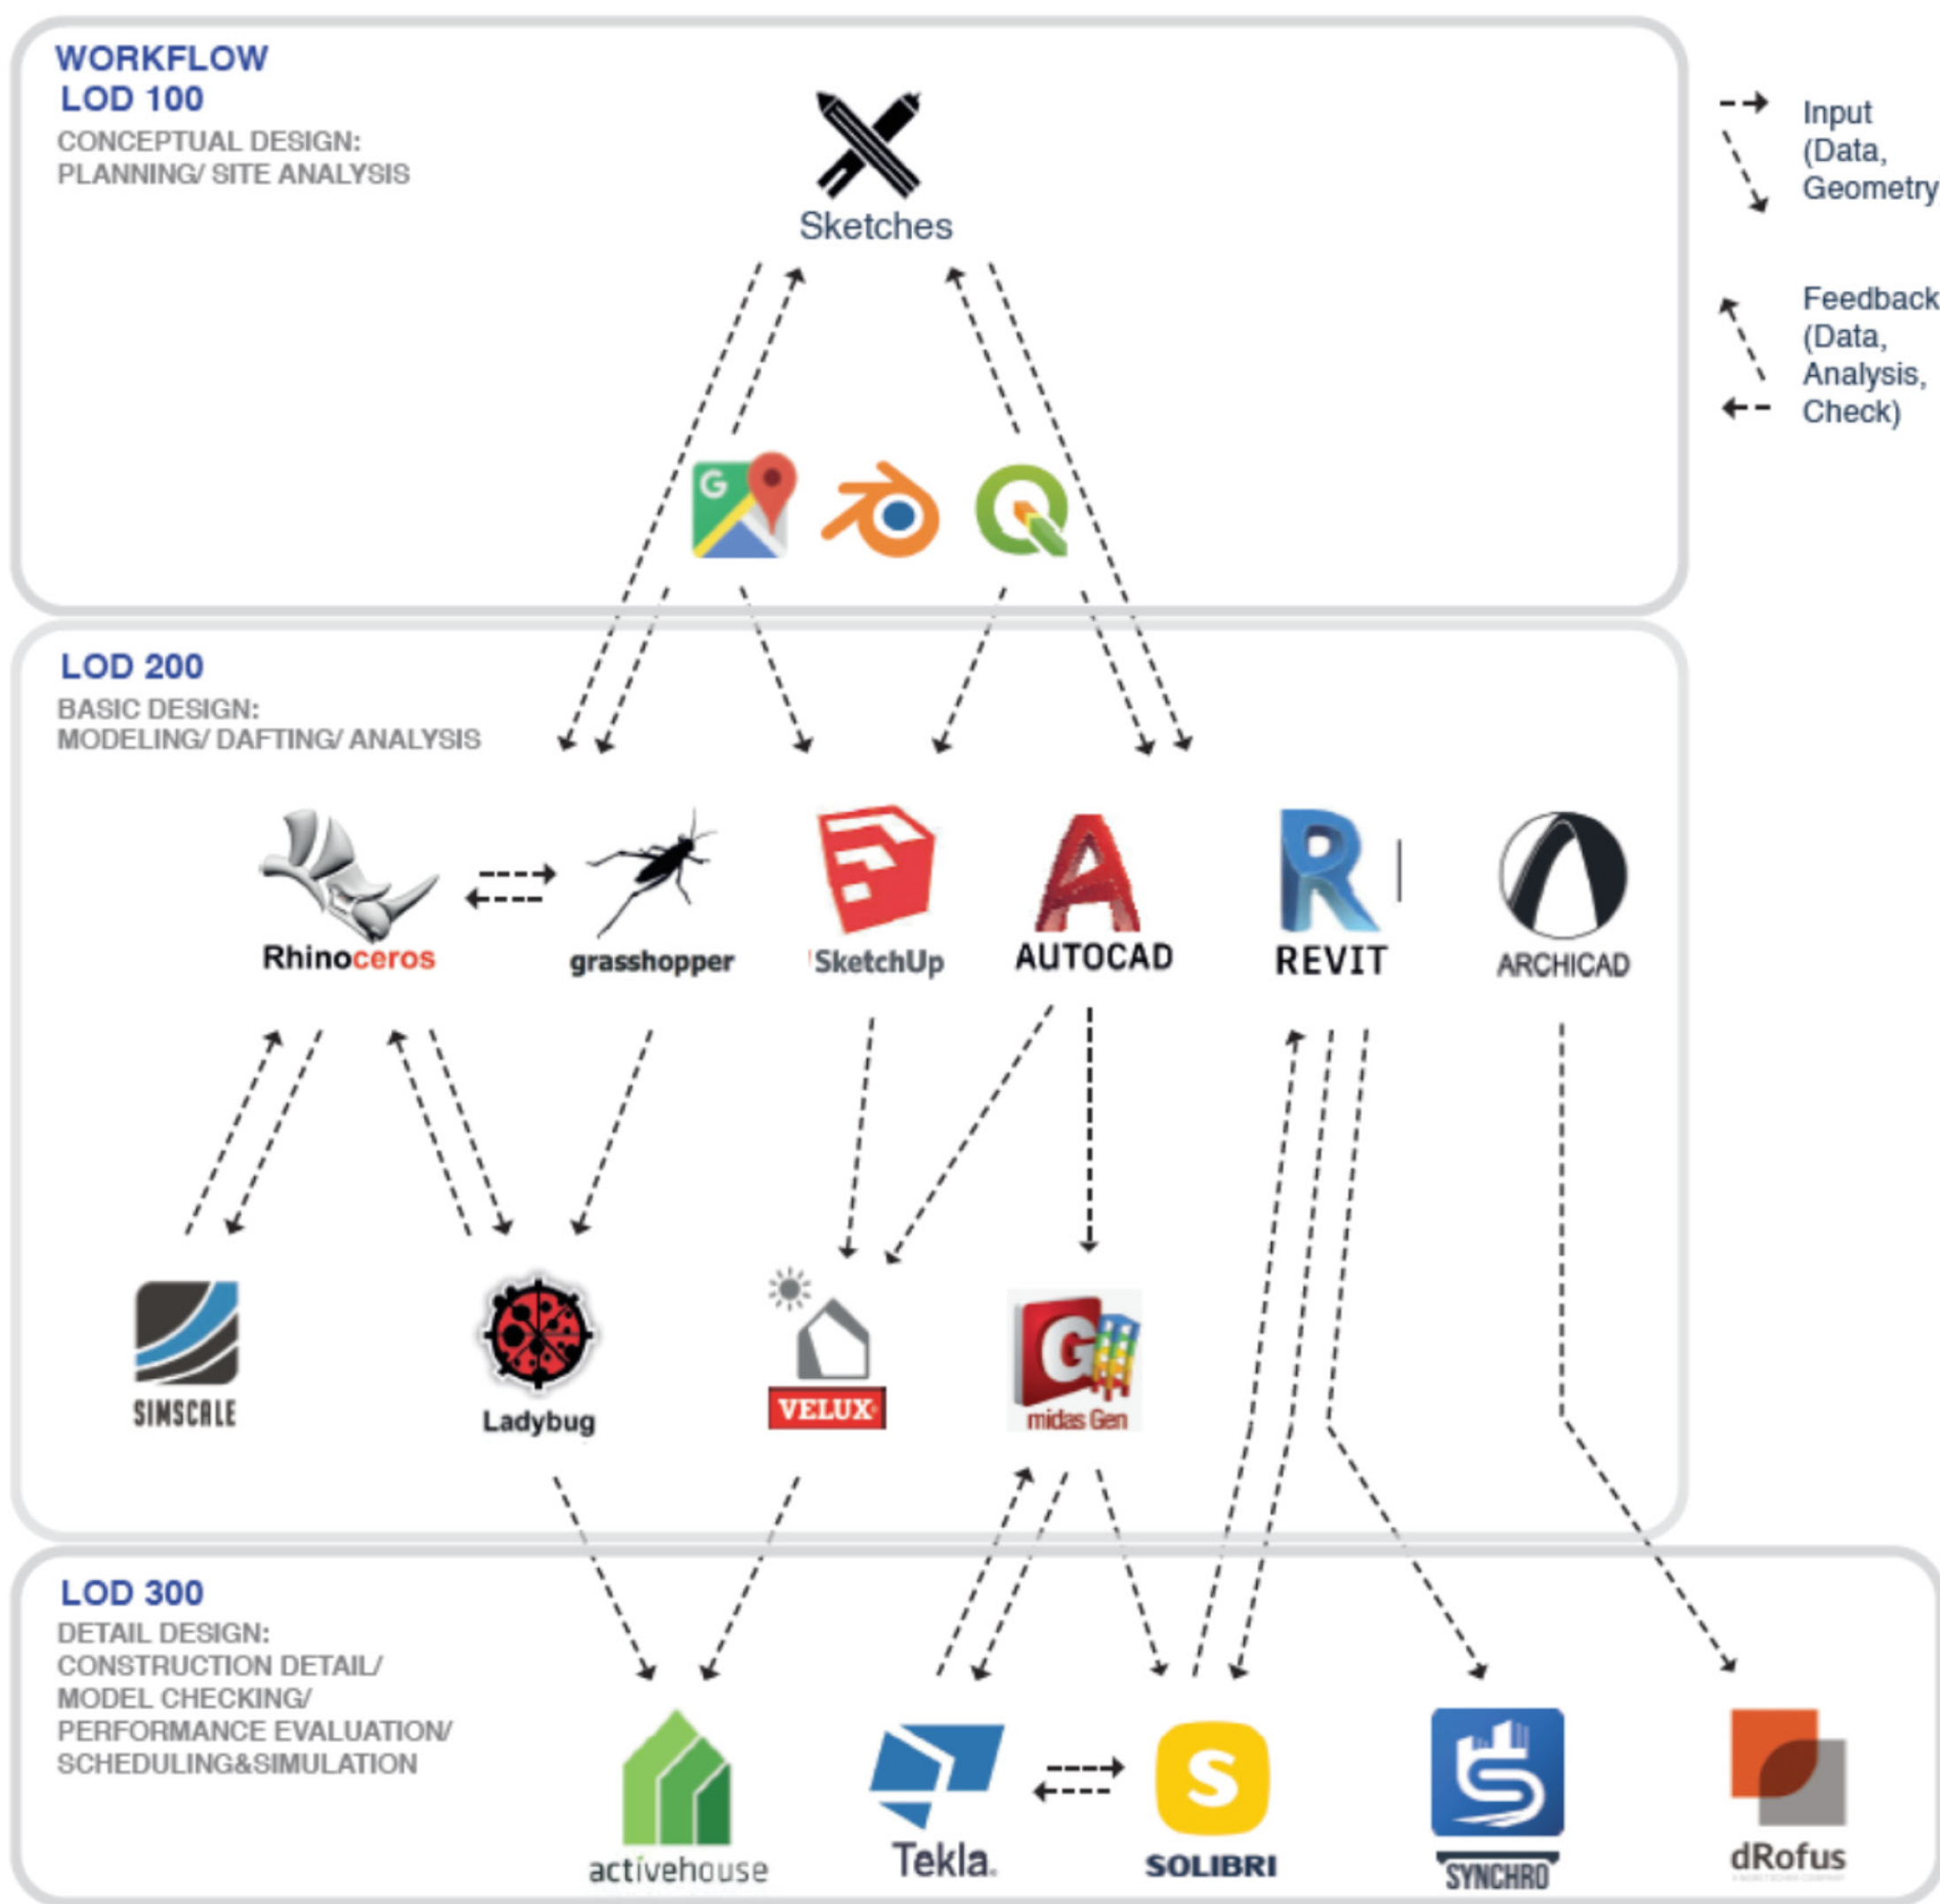 WORKFLOW
LOD 100
CONCEPTUAL DESIGN:
PLANNING/ SITE ANALYSIS
Sketches
Input
(Data,
Geometry
Feedback
(Data,
Analysis,
Check)
G
LOD 200
BASIC DESIGN:
MODELING/ DAFTING/ ANALYSIS
Rhinoceros
grasshopper
SketchUp
AUTOCAD
REVIT
ARCHICAD
SIMSCALE
Ladybug
VELUX
G
midas Gen
LOD 300
DETAIL DESIGN:
CONSTRUCTION DETAIL/
MODEL CHECKING/
PERFORMANCE EVALUATION/
SCHEDULING&SIMULATION
activehouse
Tekla.
S
SOLIBRI
SYNCHRO
dRofus